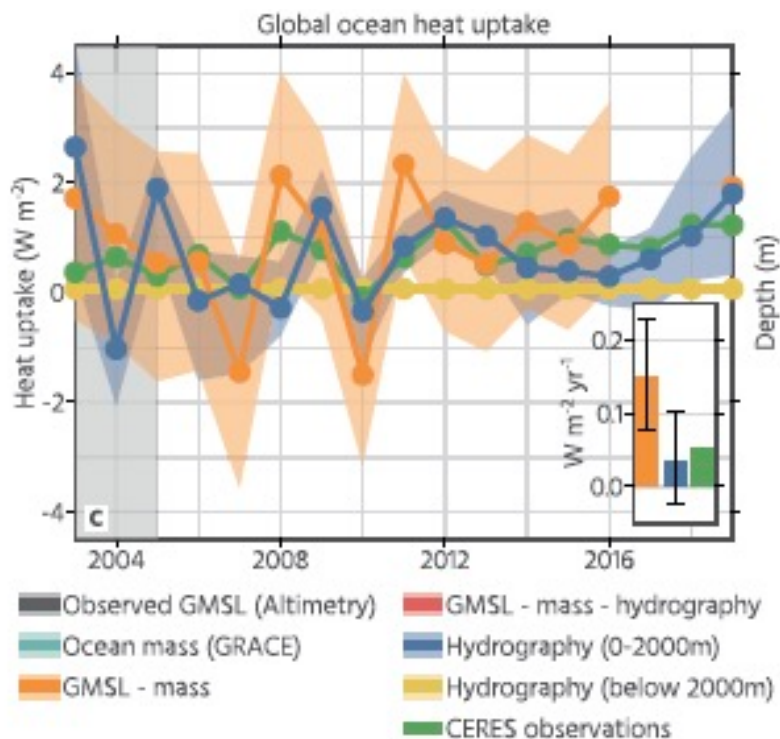 Global ocean heat uptake
Heat uptake (W m⁻²)
4
2
0
-2
-4
Depth (m)
W m⁻² yr⁻¹
0.2
0.1
0.0
c
2004
2008
2012
2016
Observed GMSL (Altimetry)
Ocean mass (GRACE)
GMSL - mass
GMSL - mass - hydrography
Hydrography (0-2000m)
Hydrography (below 2000m)
CERES observations